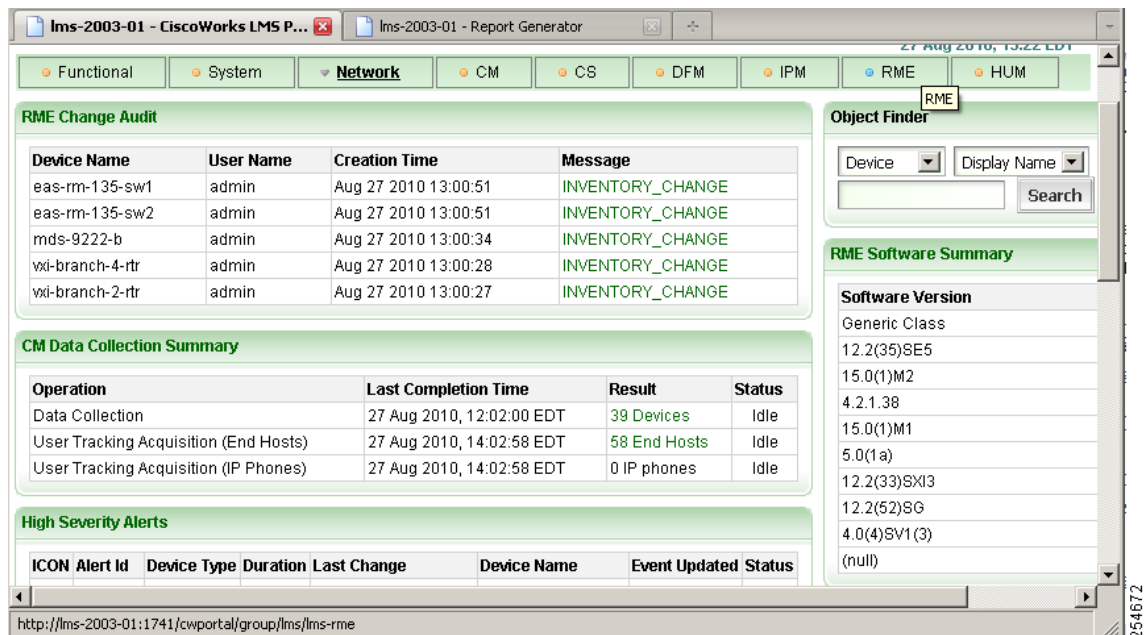 lms-2003-01 - CiscoWorks LMS P...
lms-2003-01 - Report Generator
27 Aug 2010, 15:22 EDT
Functional System Network CM CS DFM IPM RME HUM
RME
RME Change Audit
Device Name User Name Creation Time Message
eas-rm-135-sw1 admin Aug 27 2010 13:00:51 INVENTORY_CHANGE
eas-rm-135-sw2 admin Aug 27 2010 13:00:51 INVENTORY_CHANGE
mds-9222-b admin Aug 27 2010 13:00:34 INVENTORY_CHANGE
vxi-branch-4-rtr admin Aug 27 2010 13:00:28 INVENTORY_CHANGE
vxi-branch-2-rtr admin Aug 27 2010 13:00:27 INVENTORY_CHANGE
CM Data Collection Summary
Operation Last Completion Time Result Status
Data Collection 27 Aug 2010, 12:02:00 EDT 39 Devices Idle
User Tracking Acquisition (End Hosts) 27 Aug 2010, 14:02:58 EDT 58 End Hosts Idle
User Tracking Acquisition (IP Phones) 27 Aug 2010, 14:02:58 EDT 0 IP phones Idle
High Severity Alerts
ICON Alert Id Device Type Duration Last Change Device Name Event Updated Status
Object Finder
Device Display Name
Search
RME Software Summary
Software Version
Generic Class
12.2(35)SE5
15.0(1)M2
4.2.1.38
15.0(1)M1
5.0(1a)
12.2(33)SXI3
12.2(52)SG
4.0(4)SV1(3)
(null)
http://lms-2003-01:1741/cwportal/group/lms/lms-rme
254672